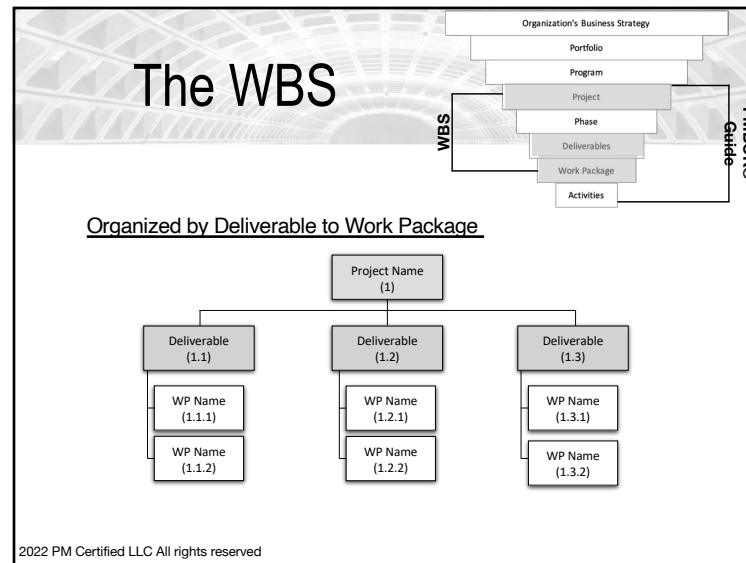 The WBS
Organization's Business Strategy
Portfolio
Program
Project
Phase
Deliverables
Work Package
Activities
WBS
Guide
Organized by Deliverable to Work Package
Project Name
(1)
Deliverable
(1.1)
Deliverable
(1.2)
Deliverable
(1.3)
WP Name
(1.1.1)
WP Name
(1.2.1)
WP Name
(1.3.1)
WP Name
(1.1.2)
WP Name
(1.2.2)
WP Name
(1.3.2)
2022 PM Certified LLC All rights reserved